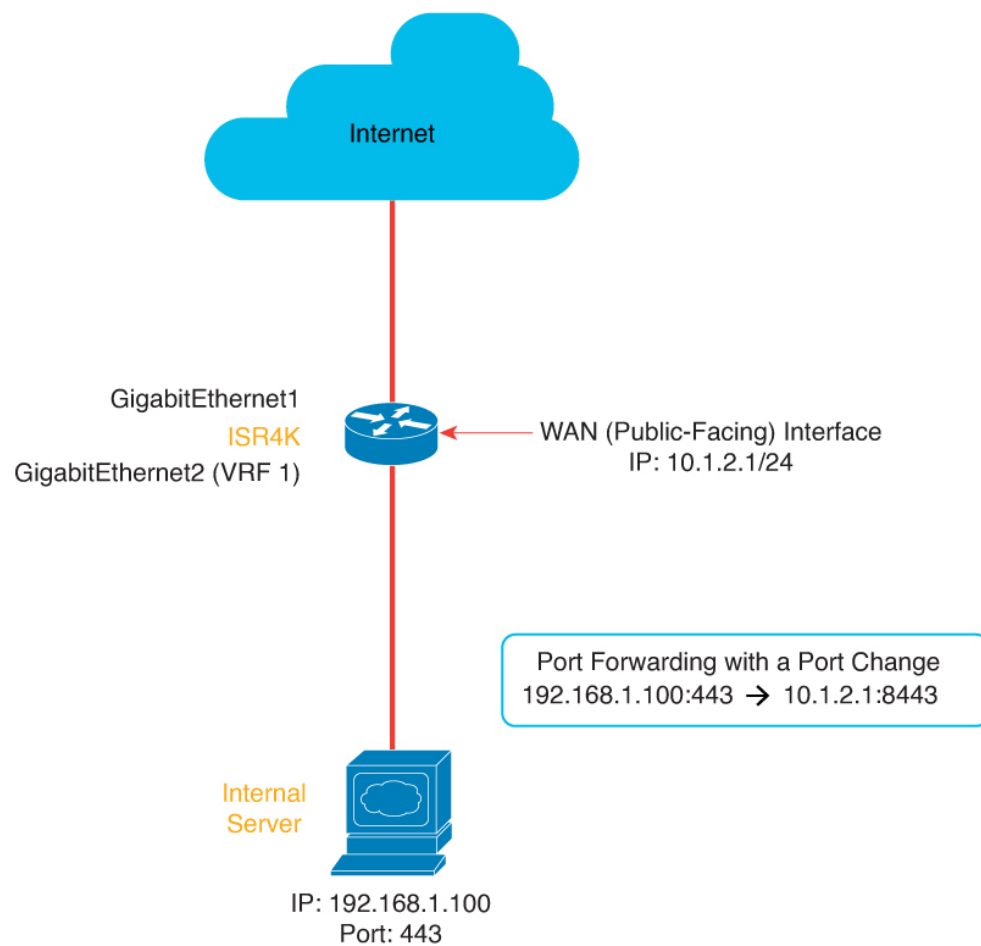 Internet
GigabitEthernet1
ISR4K
GigabitEthernet2 (VRF 1)
WAN (Public-Facing) Interface
IP: 10.1.2.1/24
Port Forwarding with a Port Change
192.168.1.100:443 → 10.1.2.1:8443
Internal
Server
IP: 192.168.1.100
Port: 443